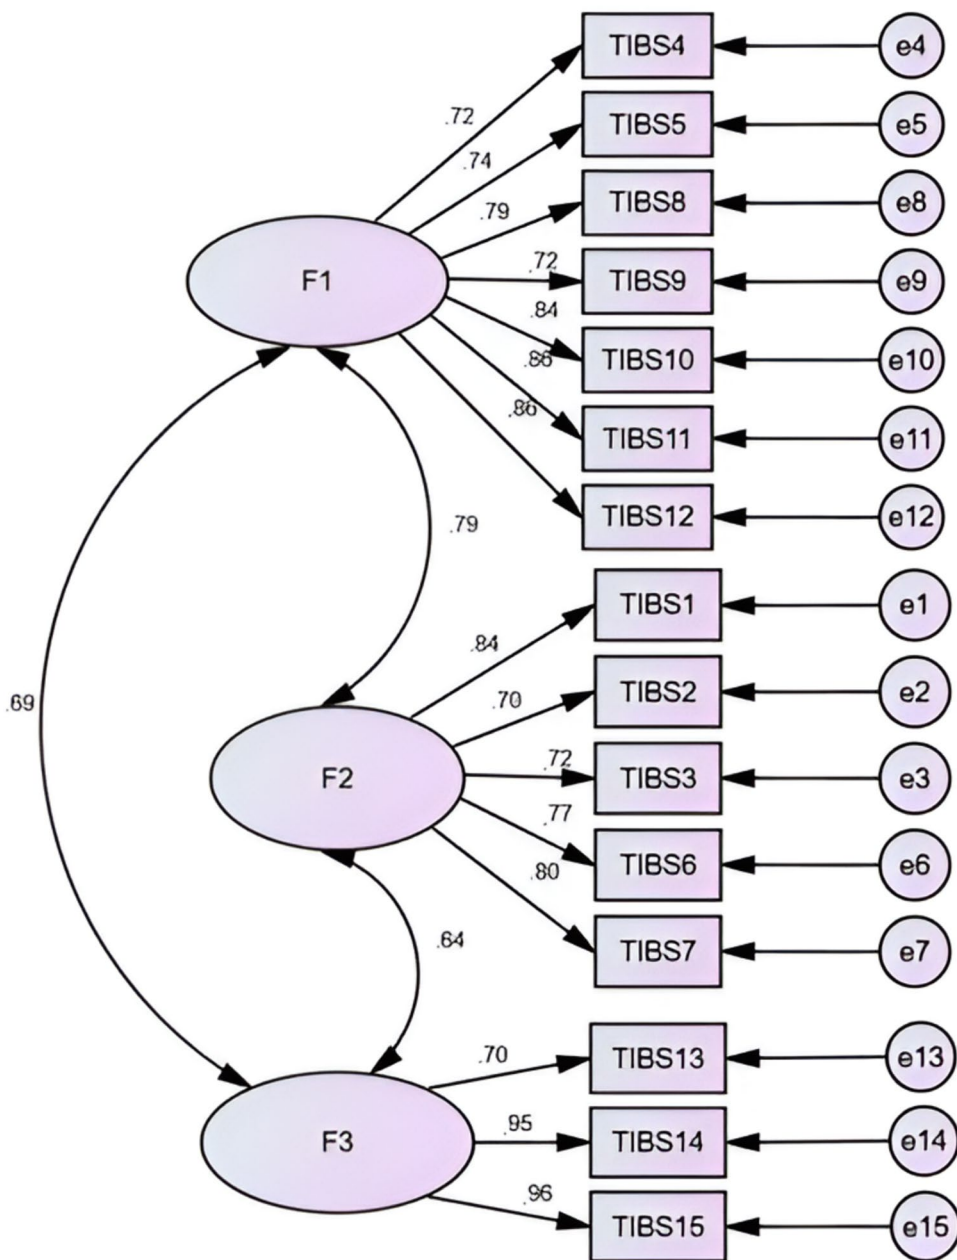 TIBS4 e4
.72
TIBS5 e5
.74
TIBS8 e8
.79
F1
.72
TIBS9 e9
.84
.86
TIBS10 e10
.86
TIBS11 e11
TIBS12 e12
.79
TIBS1 e1
.84
.69
TIBS2 e2
.70
F2
.72
TIBS3 e3
.77
TIBS6 e6
.80
TIBS7 e7
.64
TIBS13 e13
.70
F3
.95
TIBS14 e14
.96
TIBS15 e15